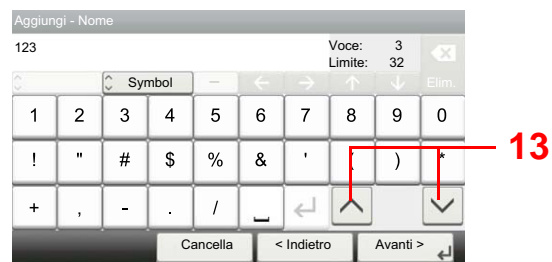 Aggiungi - Nome
123
Voce: 3
Limite: 32
Symbol
Elim.
1 2 3 4 5 6 7 8 9 0
! " # $ % & ' ( ) *
13
+ , - . /
Cancella < Indietro Avanti >